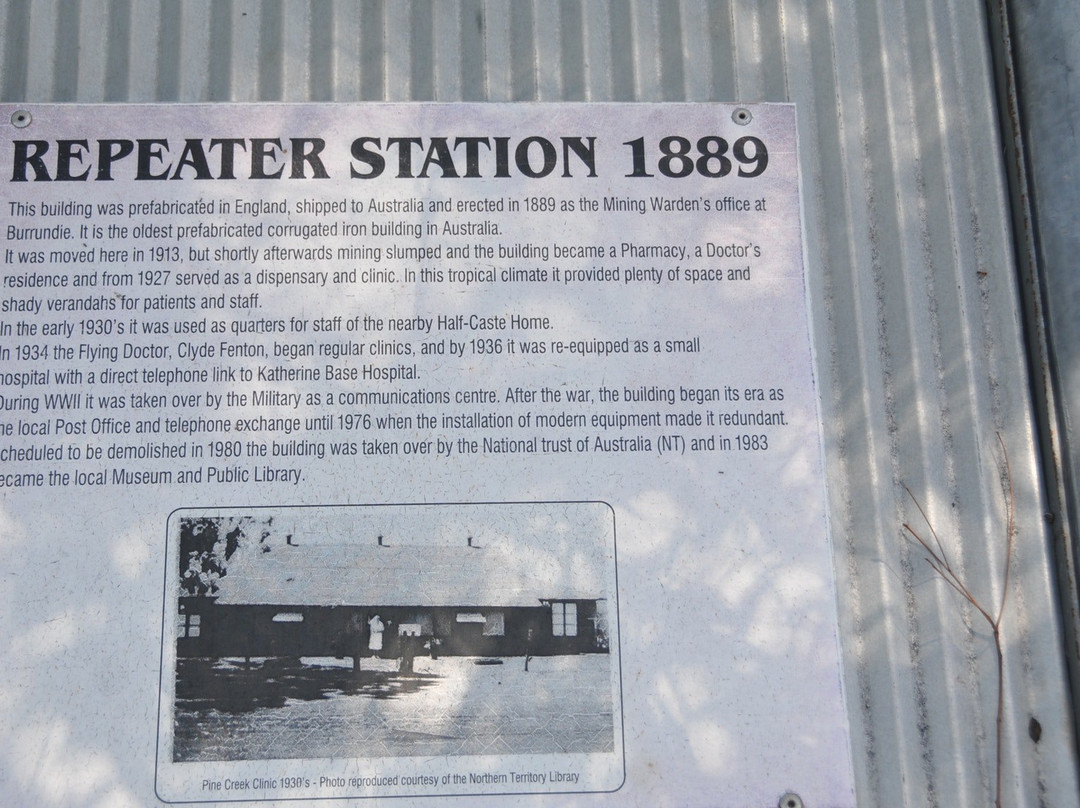 REPEATER STATION 1889
This building was prefabricated in England, shipped to Australia and erected in 1889 as the Mining Warden's office at
Burrundie. It is the oldest prefabricated corrugated iron building in Australia.
It was moved here in 1913, but shortly afterwards mining slumped and the building became a Pharmacy, a Doctor's
residence and from 1927 served as a dispensary and clinic. In this tropical climate it provided plenty of space and
shady verandahs for patients and staff.
In the early 1930's it was used as quarters for staff of the nearby Half-Caste Home.
In 1934 the Flying Doctor, Clyde Fenton, began regular clinics, and by 1936 it was re-equipped as a small
hospital with a direct telephone link to Katherine Base Hospital.
During WWII it was taken over by the Military as a communications centre. After the war, the building began its era as
he local Post Office and telephone exchange until 1976 when the installation of modern equipment made it redundant.
cheduled to be demolished in 1980 the building was taken over by the National trust of Australia (NT) and in 1983
ecame the local Museum and Public Library.
Pine Creek Clinic 1930's - Photo reproduced courtesy of the Northern Territory Library